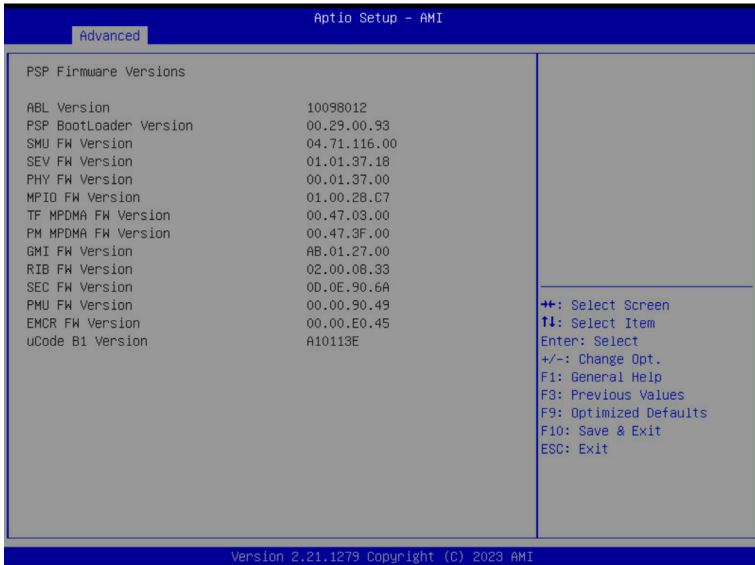 Aptio Setup - AMI
Advanced
PSP Firmware Versions
ABL Version 10098012
PSP BootLoader Version 00.29.00.93
SMU FW Version 04.71.116.00
SEV FW Version 01.01.37.18
PHY FW Version 00.01.37.00
MPIO FW Version 01.00.28.C7
TF MPDMA FW Version 00.47.03.00
PM MPDMA FW Version 00.47.3F.00
GMI FW Version AB.01.27.00
RIB FW Version 02.00.08.33
SEC FW Version 0D.0E.90.6A
PMU FW Version 00.00.90.49
EMCR FW Version 00.00.E0.45
uCode B1 Version A10113E
→←: Select Screen
↑↓: Select Item
Enter: Select
+/-: Change Opt.
F1: General Help
F3: Previous Values
F9: Optimized Defaults
F10: Save & Exit
ESC: Exit
Version 2.21.1279 Copyright (C) 2023 AMI